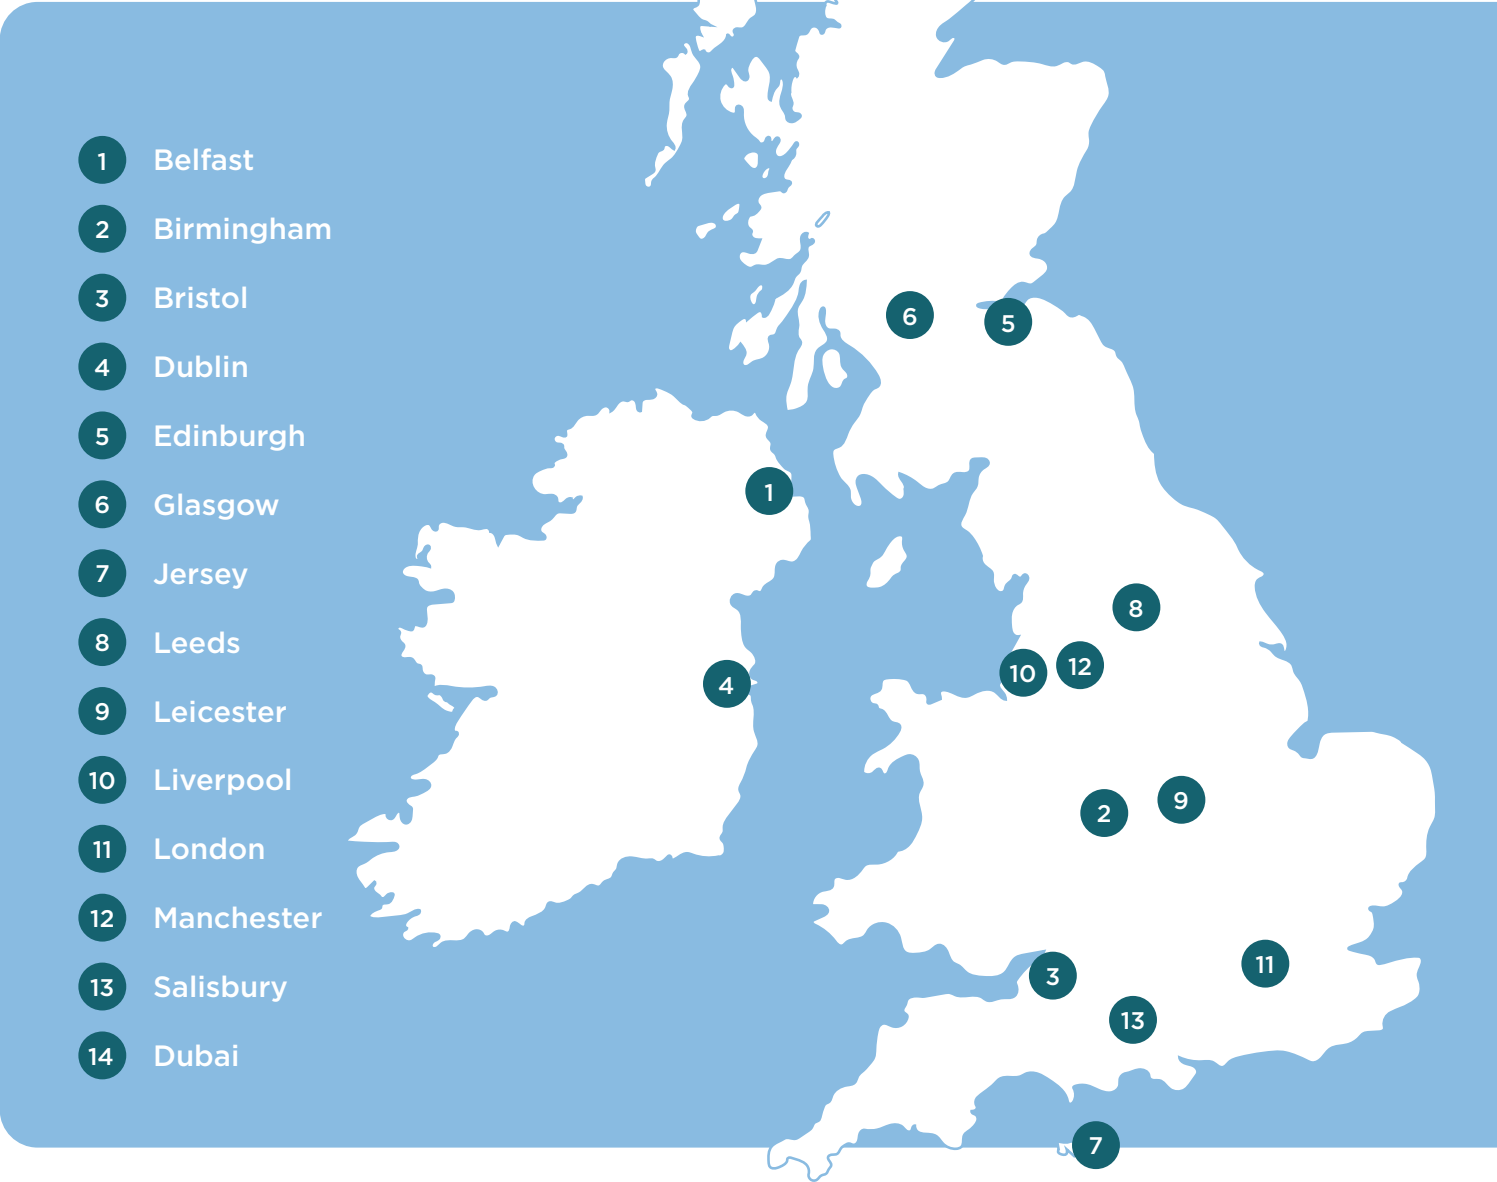 1 Belfast
2 Birmingham
3 Bristol
4 Dublin
5 Edinburgh
6 Glasgow
7 Jersey
8 Leeds
9 Leicester
10 Liverpool
11 London
12 Manchester
13 Salisbury
14 Dubai
6
5
1
8
10
12
4
2
9
3
11
13
7